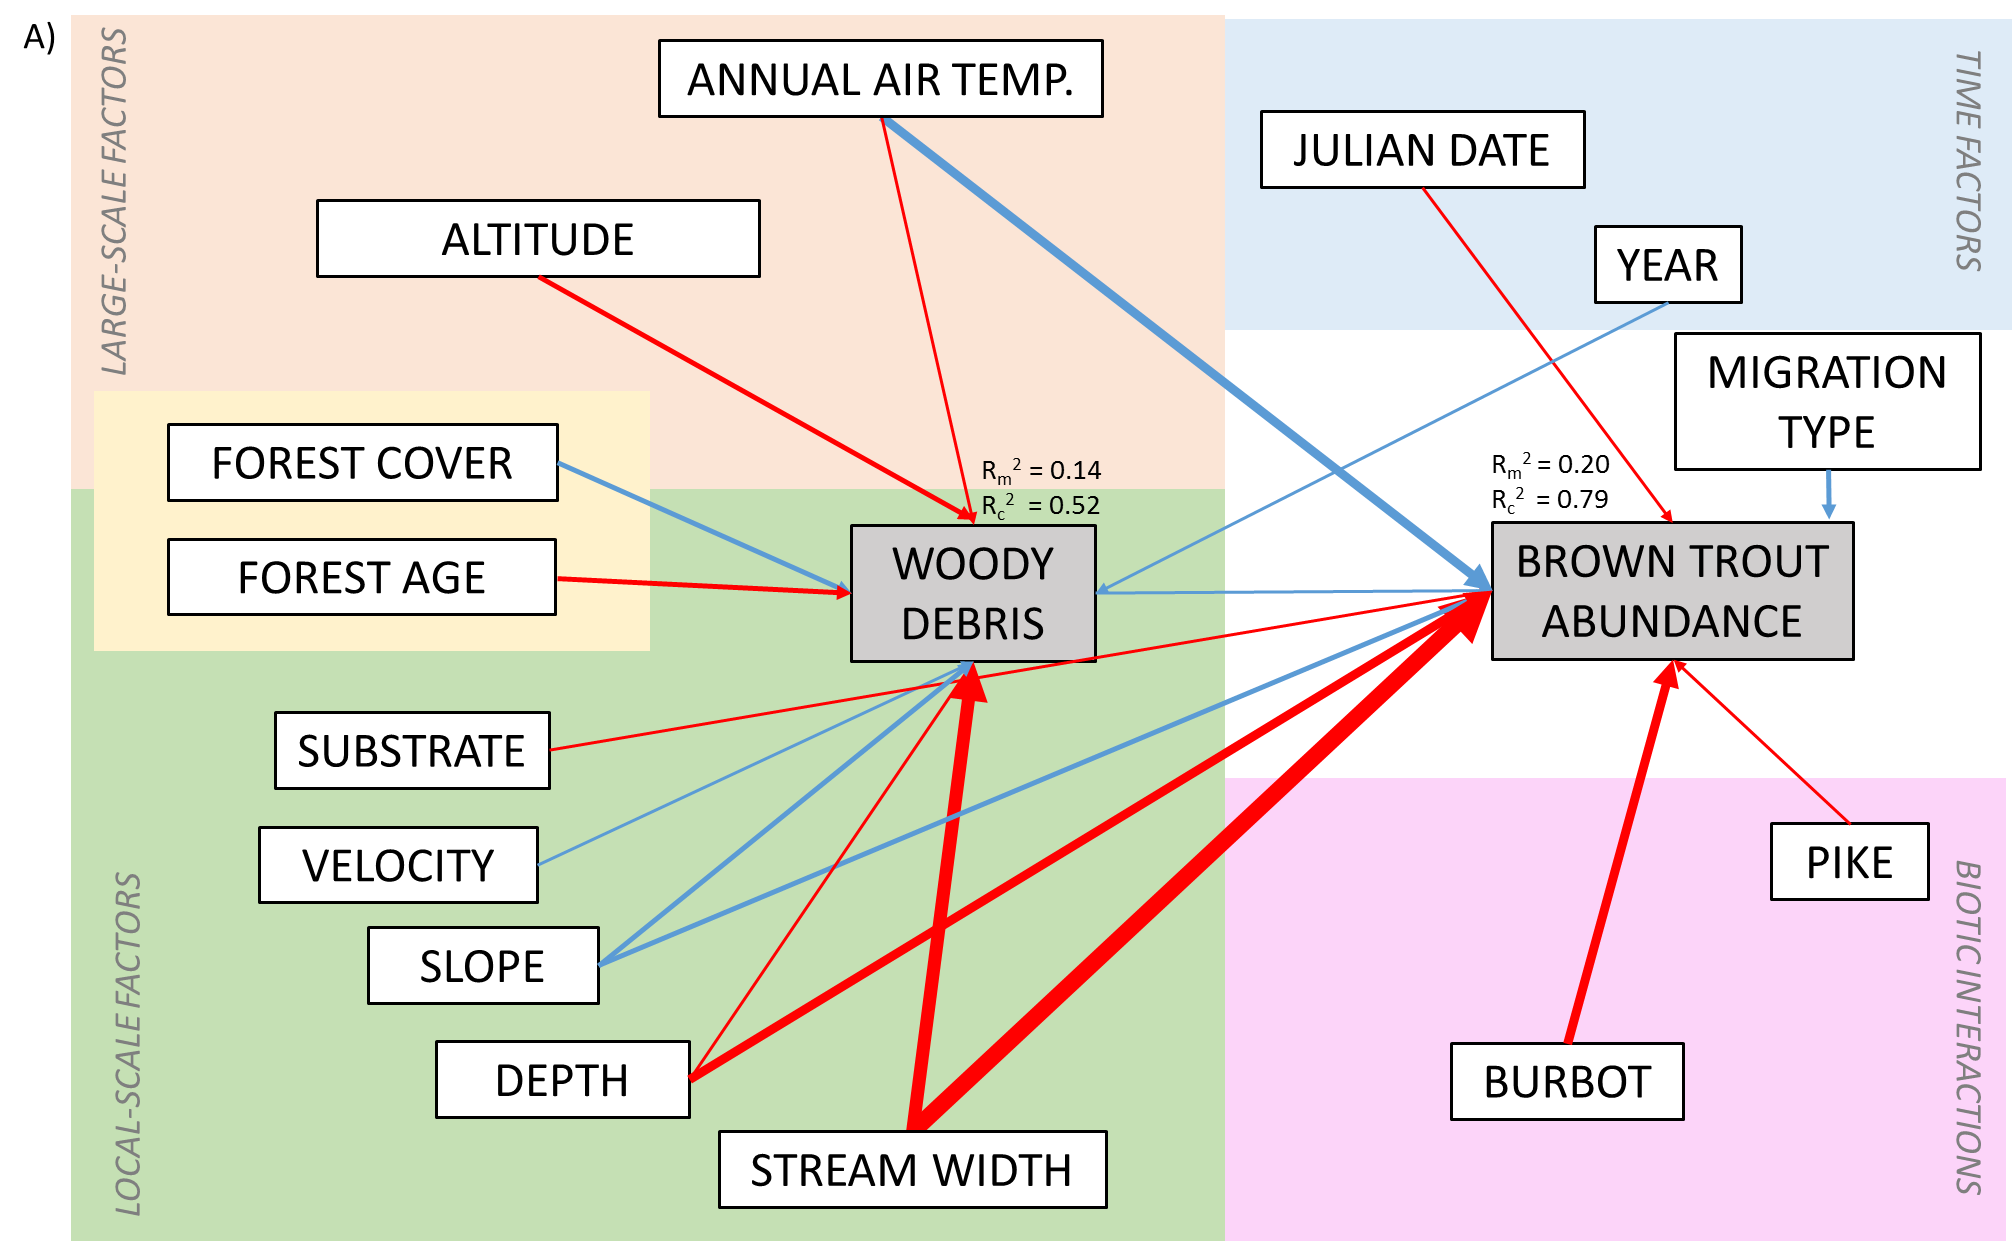 A)
LARGE-SCALE FACTORS
ANNUAL AIR TEMP.
TIME FACTORS
JULIAN DATE
ALTITUDE
YEAR
MIGRATION
TYPE
FOREST COVER
FOREST AGE
Rm2 = 0.14
Rc2 = 0.52
Rm2 = 0.20
Rc2 = 0.79
WOODY
DEBRIS
BROWN TROUT
ABUNDANCE
LOCAL-SCALE FACTORS
SUBSTRATE
VELOCITY
SLOPE
DEPTH
STREAM WIDTH
PIKE
BURBOT
BIOTIC INTERACTIONS